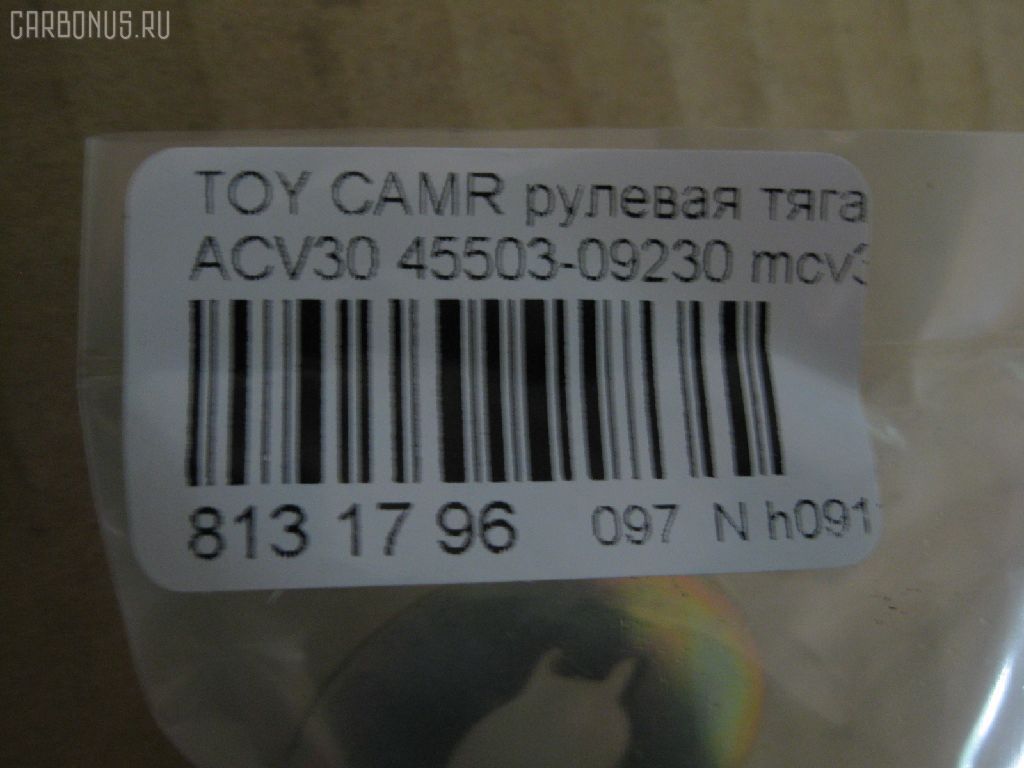 CARBONUS.RU
TOY CAMR рулевая тяга
ACV30 45503-09230 mcv3
813 17 96 097 N h091